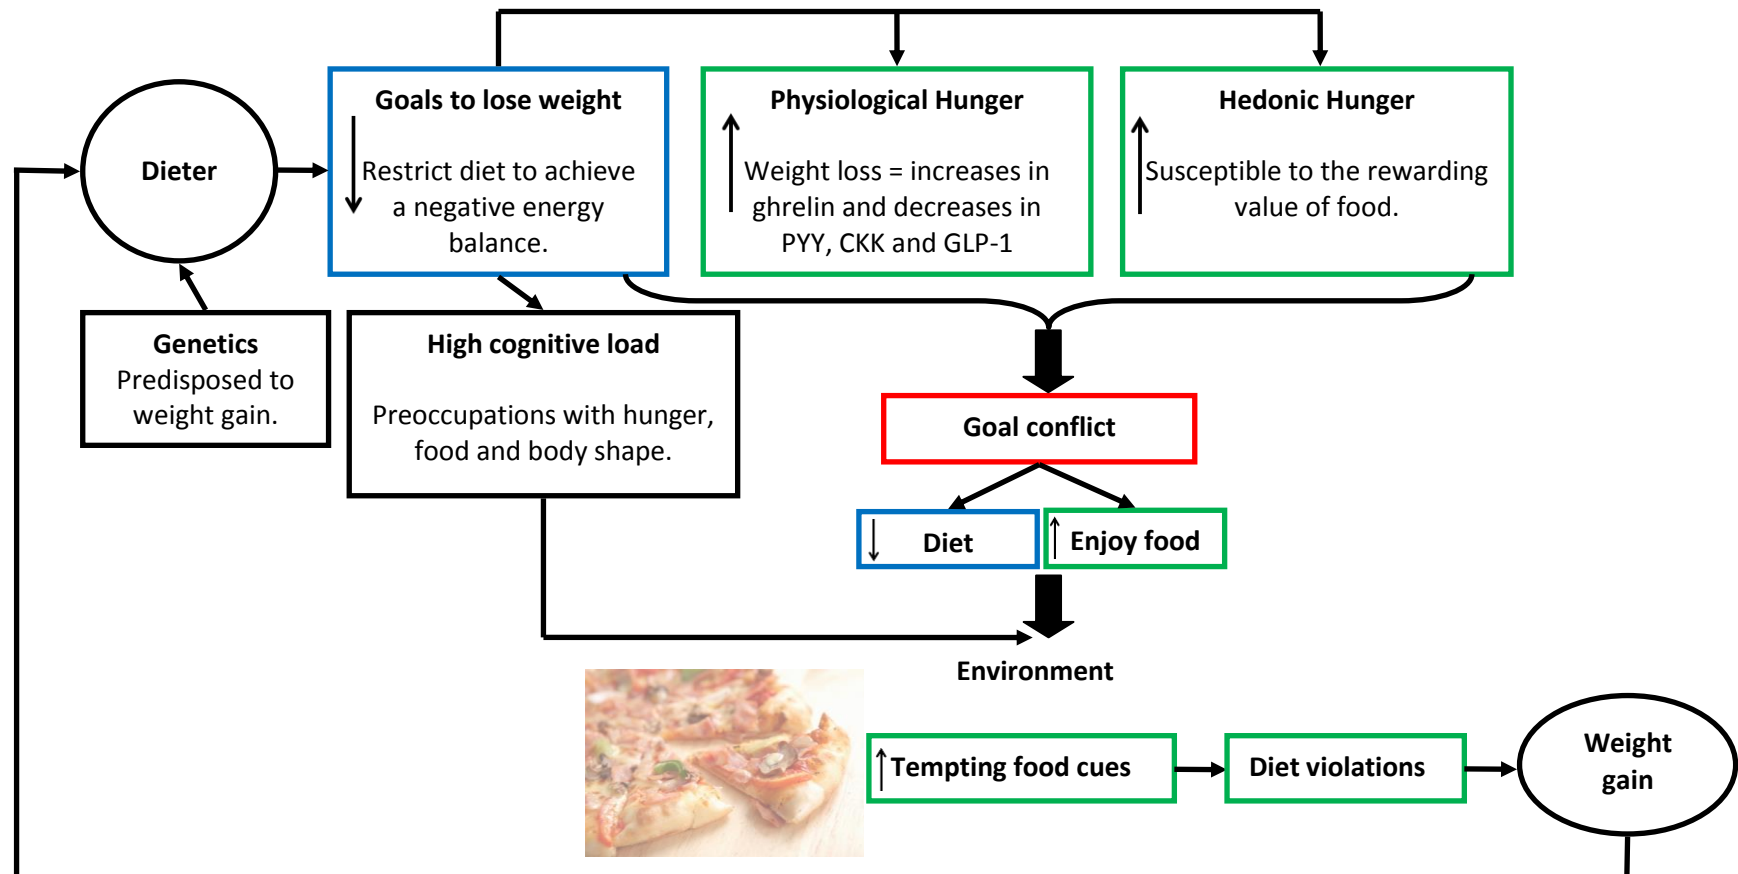 Goals to lose weight
Restrict diet to achieve
a negative energy
balance.
Physiological Hunger
Weight loss = increases in
ghrelin and decreases in
PYY, CKK and GLP-1
Hedonic Hunger
Susceptible to the rewarding
value of food.
Dieter
Genetics
Predisposed to
weight gain.
High cognitive load
Preoccupations with hunger,
food and body shape.
Goal conflict
Diet
Enjoy food
Environment
Tempting food cues
Diet violations
Weight
gain